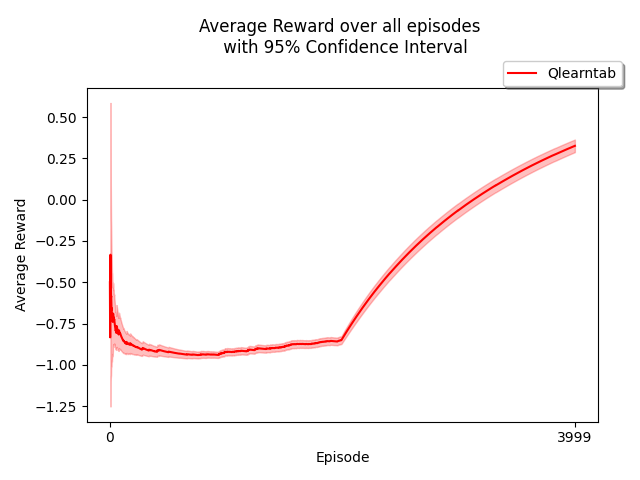 Average Reward over all episodes
with 95% Confidence Interval
Qlearntab
0.50
0.25
0.00
−0.25
−0.50
−0.75
−1.00
−1.25
Average Reward
0
3999
Episode